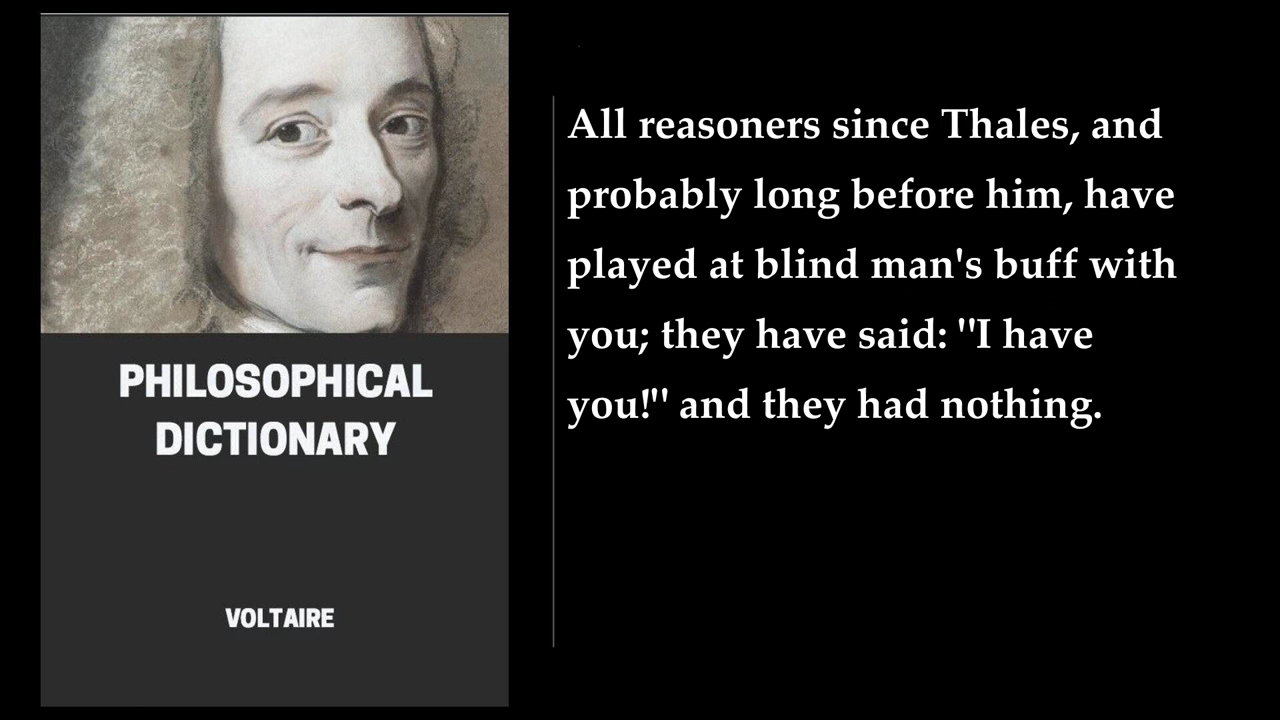 PHILOSOPHICAL
DICTIONARY
VOLTAIRE
All reasoners since Thales, and
probably long before him, have
played at blind man's buff with
you; they have said: "I have
you!" and they had nothing.